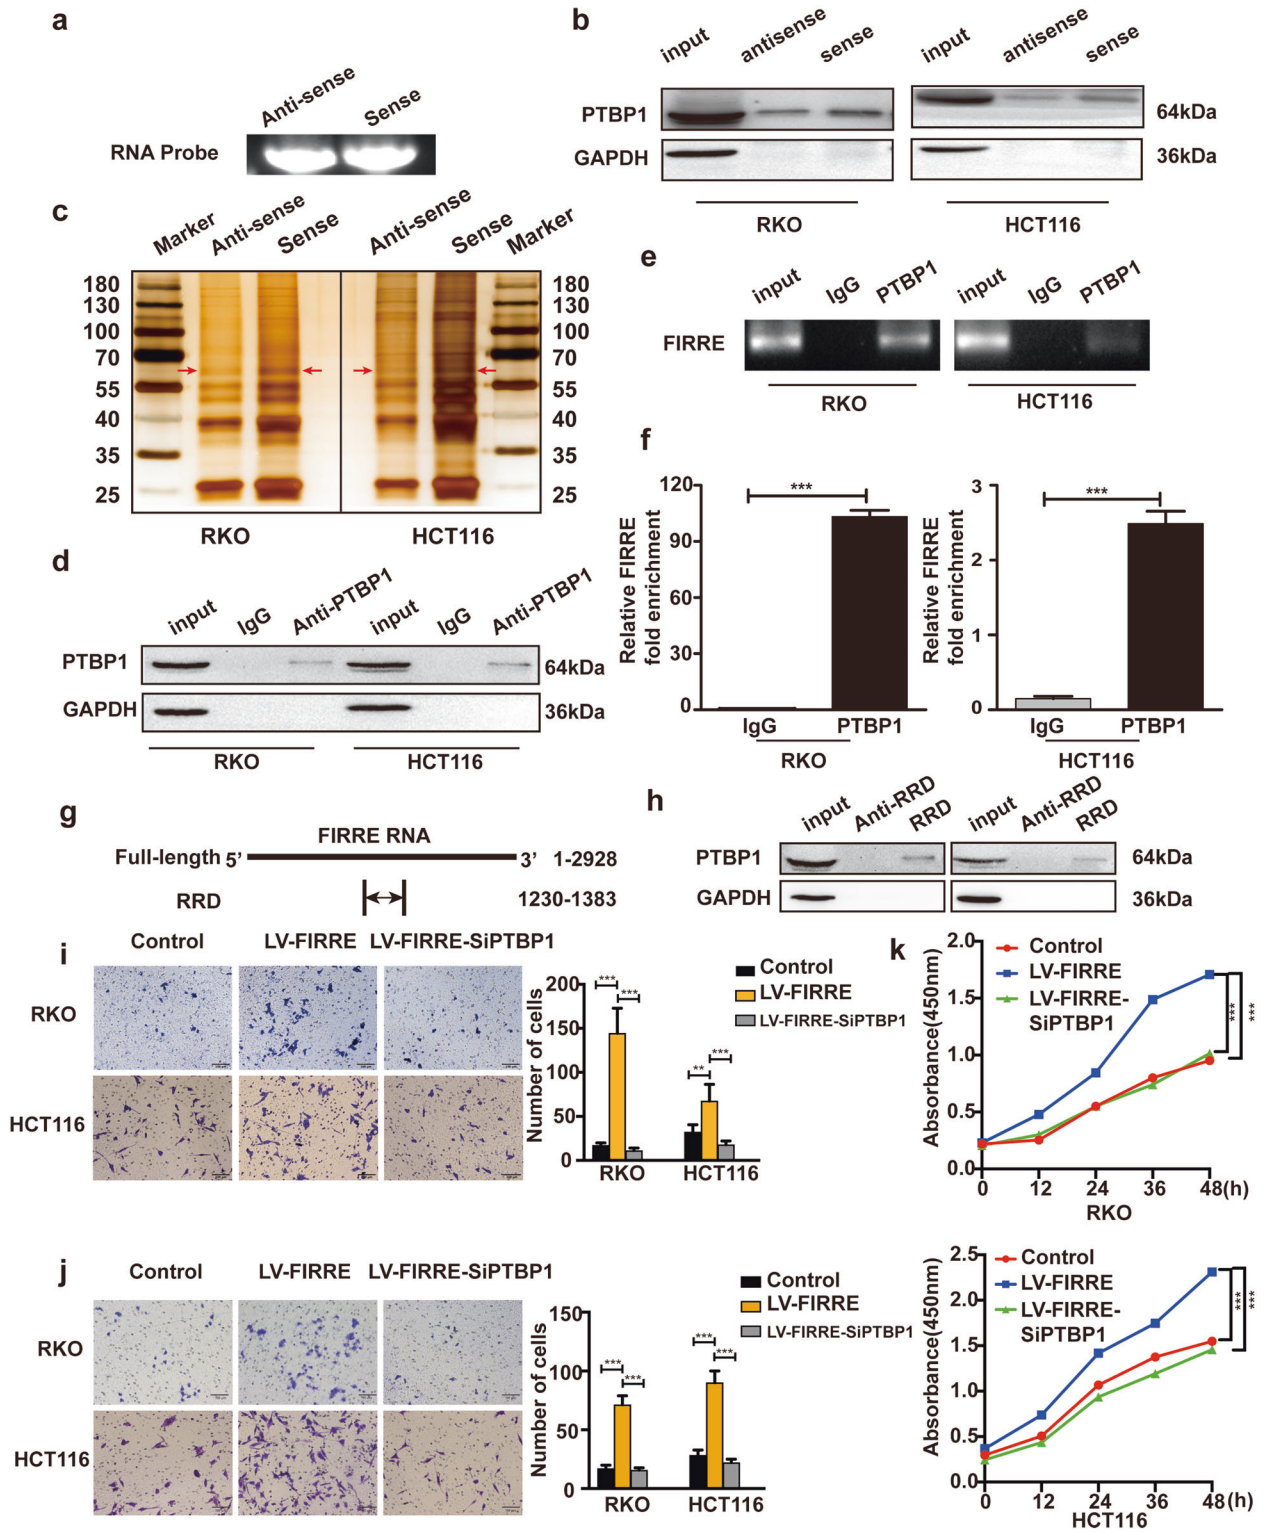 a
Anti-sense
Sense
RNA Probe
b
input
antisense
sense
input
antisense
sense
PTBP1
64kDa
GAPDH
36kDa
RKO
HCT116
c
Marker
Anti-sense
Sense
Anti-sense
Sense
Marker
180
130
100
70
55
40
35
25
180
130
100
70
55
40
35
25
RKO
HCT116
d
input
IgG
Anti-PTBP1
input
IgG
Anti-PTBP1
PTBP1
64kDa
GAPDH
36kDa
RKO
HCT116
e
input
IgG
PTBP1
input
IgG
PTBP1
FIRRE
RKO
HCT116
f
Relative FIRRE
fold enrichment
120
90
60
30
0
***
IgG
PTBP1
RKO
Relative FIRRE
fold enrichment
3
2
1
0
***
IgG
PTBP1
HCT116
g
FIRRE RNA
Full-length 5’
3’ 1-2928
RRD
1230-1383
h
input
Anti-RRD
RRD
input
Anti-RRD
RRD
PTBP1
64kDa
GAPDH
36kDa
i
Control
LV-FIRRE
LV-FIRRE-SiPTBP1
RKO
HCT116
Number of cells
200
150
100
50
0
***
***
**
***
RKO
HCT116
Control
LV-FIRRE
LV-FIRRE-SiPTBP1
j
Control
LV-FIRRE
LV-FIRRE-SiPTBP1
RKO
HCT116
Number of cells
150
100
50
0
***
***
***
***
RKO
HCT116
Control
LV-FIRRE
LV-FIRRE-SiPTBP1
k
Absorbance(450nm)
2.0
1.5
1.0
0.5
0.0
Control
LV-FIRRE
LV-FIRRE-
SiPTBP1
***
***
0 12 24 36 48(h)
RKO
Absorbance(450nm)
2.5
2.0
1.5
1.0
0.5
0.0
Control
LV-FIRRE
LV-FIRRE-
SiPTBP1
***
***
0 12 24 36 48 (h)
HCT116